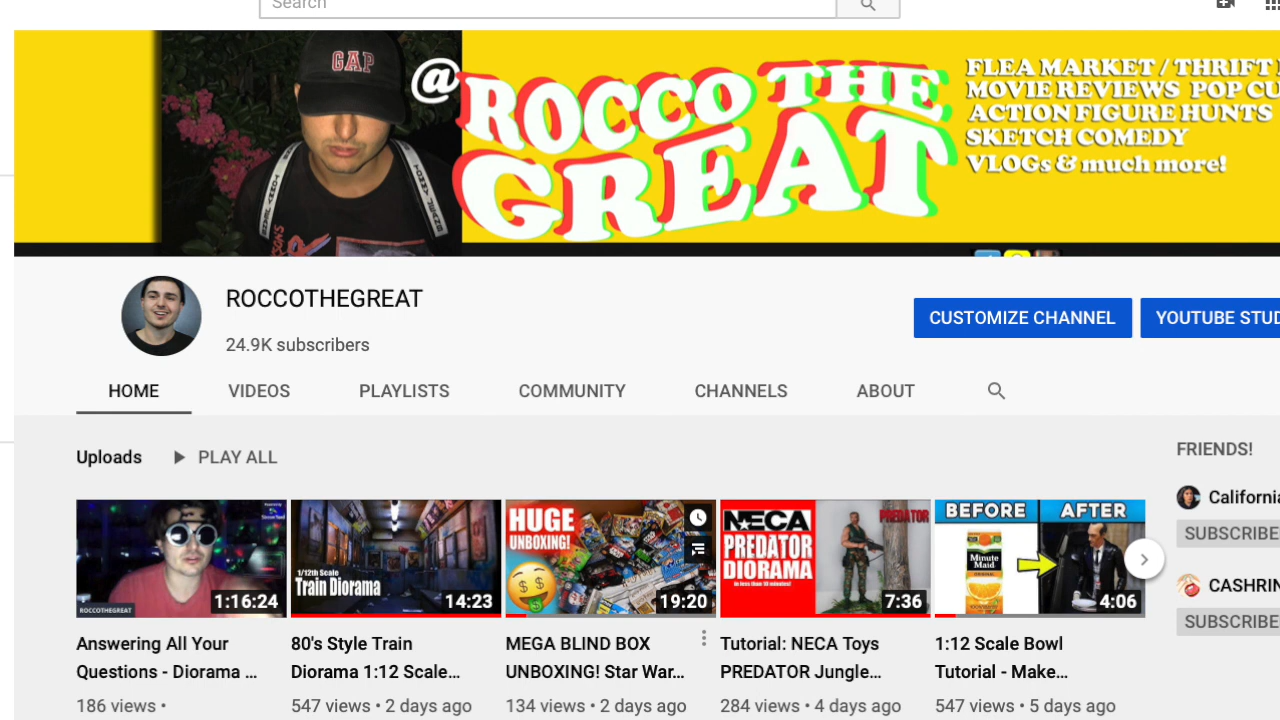 Search
GAP
@ROCCO THE
GREAT
FLEA MARKET / THRIFT
MOVIE REVIEWS POP CU
ACTION FIGURE HUNTS
SKETCH COMEDY
VLOGs & much more!
ROCCOTHEGREAT
24.9K subscribers
CUSTOMIZE CHANNEL
YOUTUBE STUD
HOME
VIDEOS
PLAYLISTS
COMMUNITY
CHANNELS
ABOUT
Uploads
PLAY ALL
FRIENDS!
California
SUBSCRIBE
CASHRIN
SUBSCRIBE
ROCCOTHEGREAT
1:16:24
1/12th Scale
Train Diorama
14:23
HUGE
UNBOXING!
19:20
NECA
PREDATOR
DIORAMA
PREDATOR
7:36
BEFORE
AFTER
Minute
Maid
4:06
Answering All Your
Questions - Diorama ...
186 views •
80's Style Train
Diorama 1:12 Scale...
547 views • 2 days ago
MEGA BLIND BOX
UNBOXING! Star War...
134 views • 2 days ago
Tutorial: NECA Toys
PREDATOR Jungle...
284 views • 4 days ago
1:12 Scale Bowl
Tutorial - Make...
547 views • 5 days ago